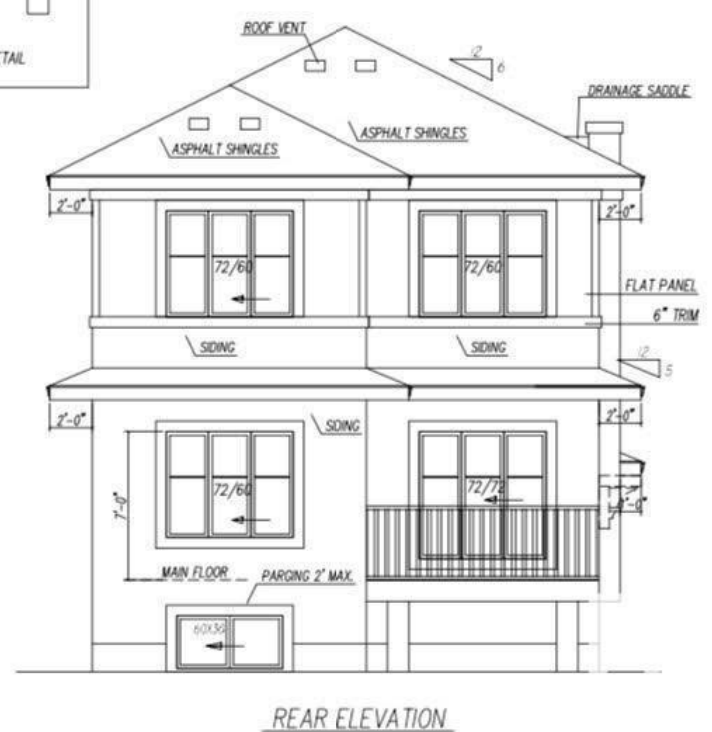 ETAIL
ROOF VENT
12
6
DRAINAGE SADDLE
ASPHALT SHINGLES
ASPHALT SHINGLES
2'-0"
2'-0"
72/60
72/60
FLAT PANEL
6" TRIM
SIDING
SIDING
12
5
2'-0"
2'-0"
SIDING
72/60
72/72
7'-0"
MAIN FLOOR
PARGING 2' MAX.
60X36
REAR ELEVATION